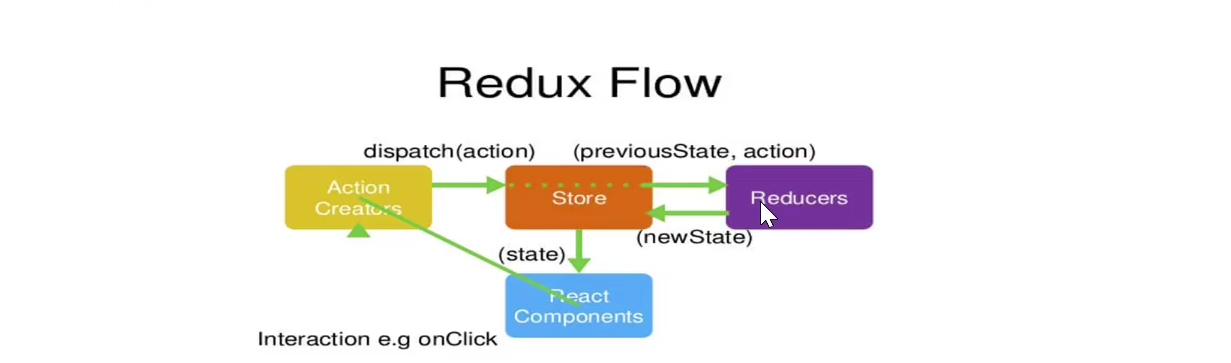 Redux Flow
dispatch(action)
(previousState, action)
Action
Creators
Store
Reducers
(newState)
(state)
React
Components
Interaction e.g onClick